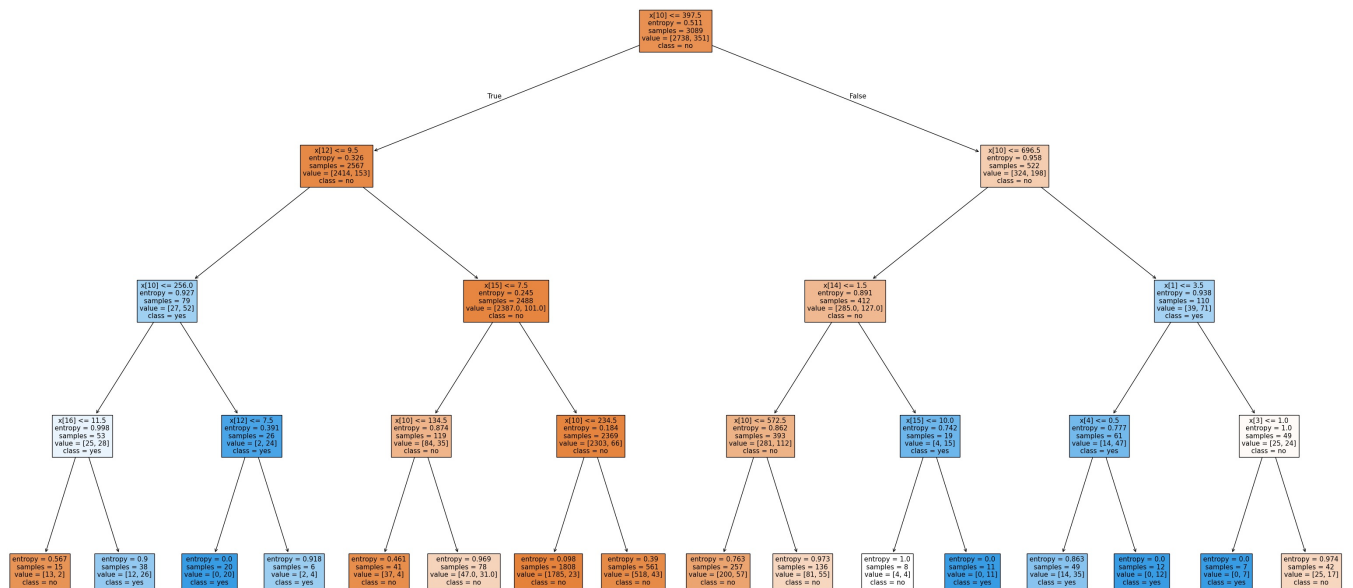 x[10] <= 397.5
entropy = 0.511
samples = 3089
value = [2738, 351]
class = no
True
False
x[12] <= 9.5
entropy = 0.326
samples = 2567
value = [2414, 153]
class = no
x[10] <= 696.5
entropy = 0.958
samples = 522
value = [324, 198]
class = no
x[10] <= 256.0
entropy = 0.927
samples = 79
value = [27, 52]
class = yes
x[15] <= 7.5
entropy = 0.245
samples = 2488
value = [2387.0, 101.0]
class = no
x[14] <= 1.5
entropy = 0.891
samples = 412
value = [285.0, 127.0]
class = no
x[1] <= 3.5
entropy = 0.938
samples = 110
value = [39, 71]
class = yes
x[16] <= 11.5
entropy = 0.998
samples = 53
value = [25, 28]
class = yes
x[12] <= 7.5
entropy = 0.391
samples = 26
value = [2, 24]
class = yes
x[10] <= 134.5
entropy = 0.874
samples = 119
value = [84, 35]
class = no
x[10] <= 234.5
entropy = 0.184
samples = 2369
value = [2303, 66]
class = no
x[10] <= 572.5
entropy = 0.862
samples = 393
value = [281, 112]
class = no
x[15] <= 10.0
entropy = 0.742
samples = 19
value = [4, 15]
class = yes
x[4] <= 0.5
entropy = 0.777
samples = 61
value = [14, 47]
class = yes
x[3] <= 1.0
entropy = 1.0
samples = 49
value = [25, 24]
class = no
entropy = 0.567
samples = 15
value = [13, 2]
class = no
entropy = 0.9
samples = 38
value = [12, 26]
class = yes
entropy = 0.0
samples = 20
value = [0, 20]
class = yes
entropy = 0.918
samples = 6
value = [2, 4]
class = yes
entropy = 0.461
samples = 41
value = [37, 4]
class = no
entropy = 0.969
samples = 78
value = [47.0, 31.0]
class = no
entropy = 0.098
samples = 1808
value = [1785, 23]
class = no
entropy = 0.39
samples = 561
value = [518, 43]
class = no
entropy = 0.763
samples = 257
value = [200, 57]
class = no
entropy = 0.973
samples = 136
value = [81, 55]
class = no
entropy = 1.0
samples = 8
value = [4, 4]
class = no
entropy = 0.0
samples = 11
value = [0, 11]
class = yes
entropy = 0.863
samples = 49
value = [14, 35]
class = yes
entropy = 0.0
samples = 12
value = [0, 12]
class = yes
entropy = 0.0
samples = 7
value = [0, 7]
class = yes
entropy = 0.974
samples = 42
value = [25, 17]
class = no